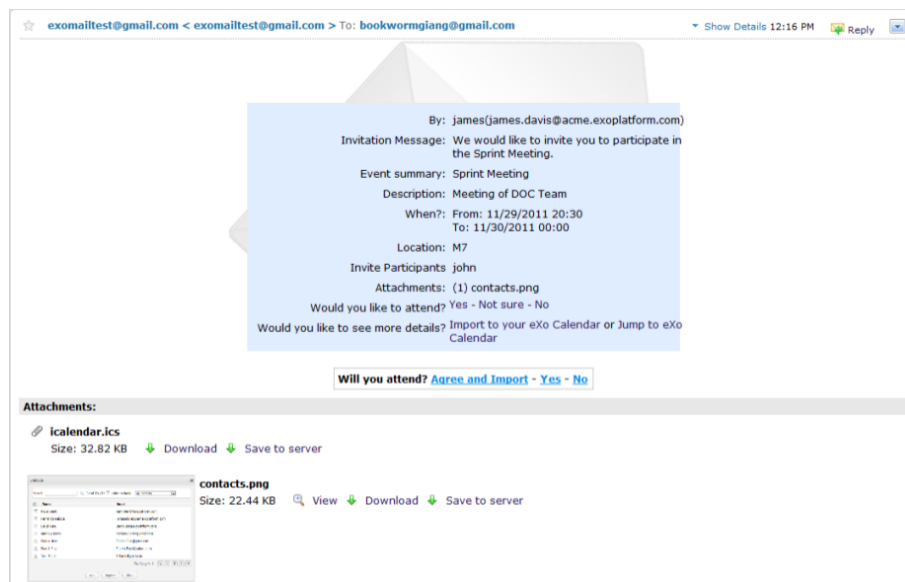 exomailtest@gmail.com < exomailtest@gmail.com > To: bookwormgiang@gmail.com Show Details 12:16 PM Reply
By: james(james.davis@acme.exoplatform.com)
Invitation Message: We would like to invite you to participate in
the Sprint Meeting.
Event summary: Sprint Meeting
Description: Meeting of DOC Team
When?: From: 11/29/2011 20:30
To: 11/30/2011 00:00
Location: M7
Invite Participants john
Attachments: (1) contacts.png
Would you like to attend? Yes - Not sure - No
Would you like to see more details? Import to your eXo Calendar or Jump to eXo
Calendar
Will you attend? Agree and Import - Yes - No
Attachments:
icalendar.ics
Size: 32.82 KB Download Save to server
contacts.png
Size: 22.44 KB View Download Save to server